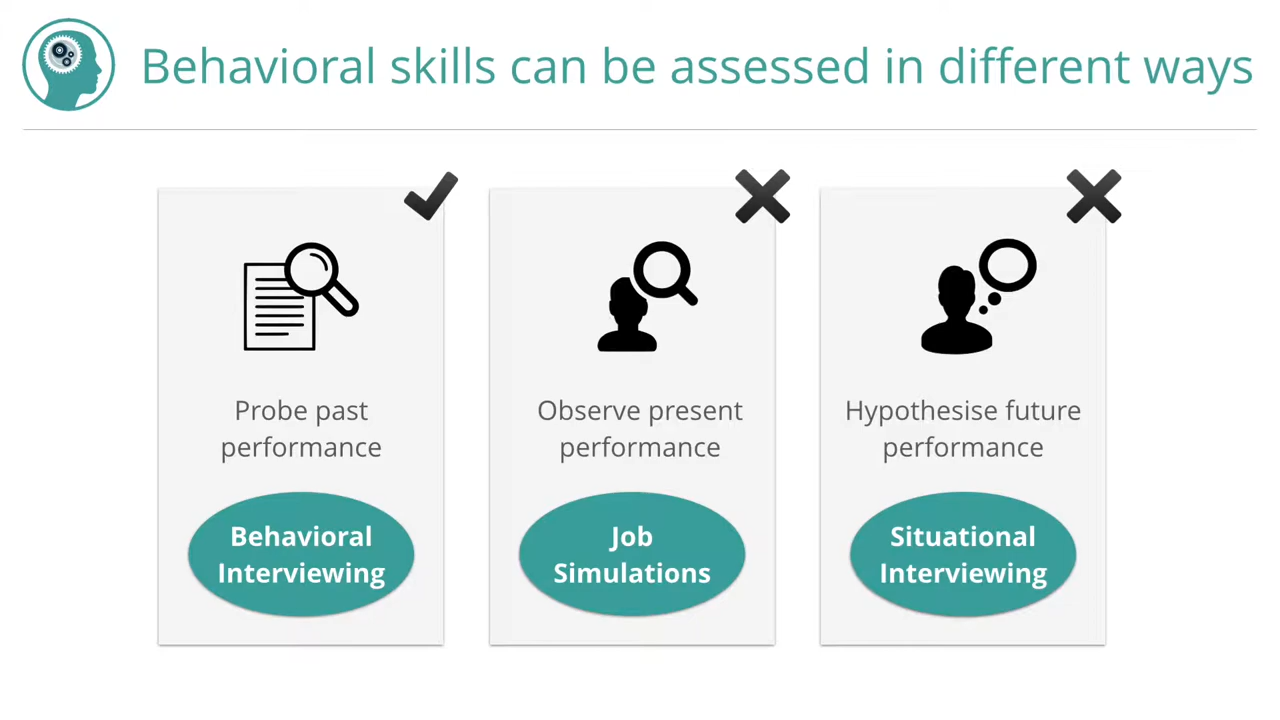 Behavioral skills can be assessed in different ways
Probe past
performance
Behavioral
Interviewing
Observe present
performance
Job
Simulations
Hypothesise future
performance
Situational
Interviewing